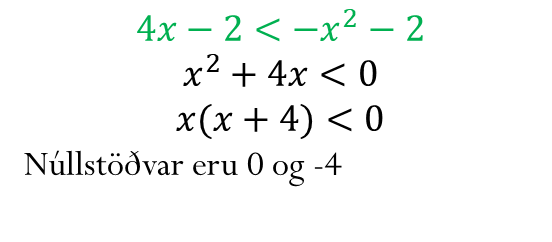 4x − 2 < −x² − 2
x² + 4x < 0
x(x + 4) < 0
Núllstöðvar eru 0 og -4